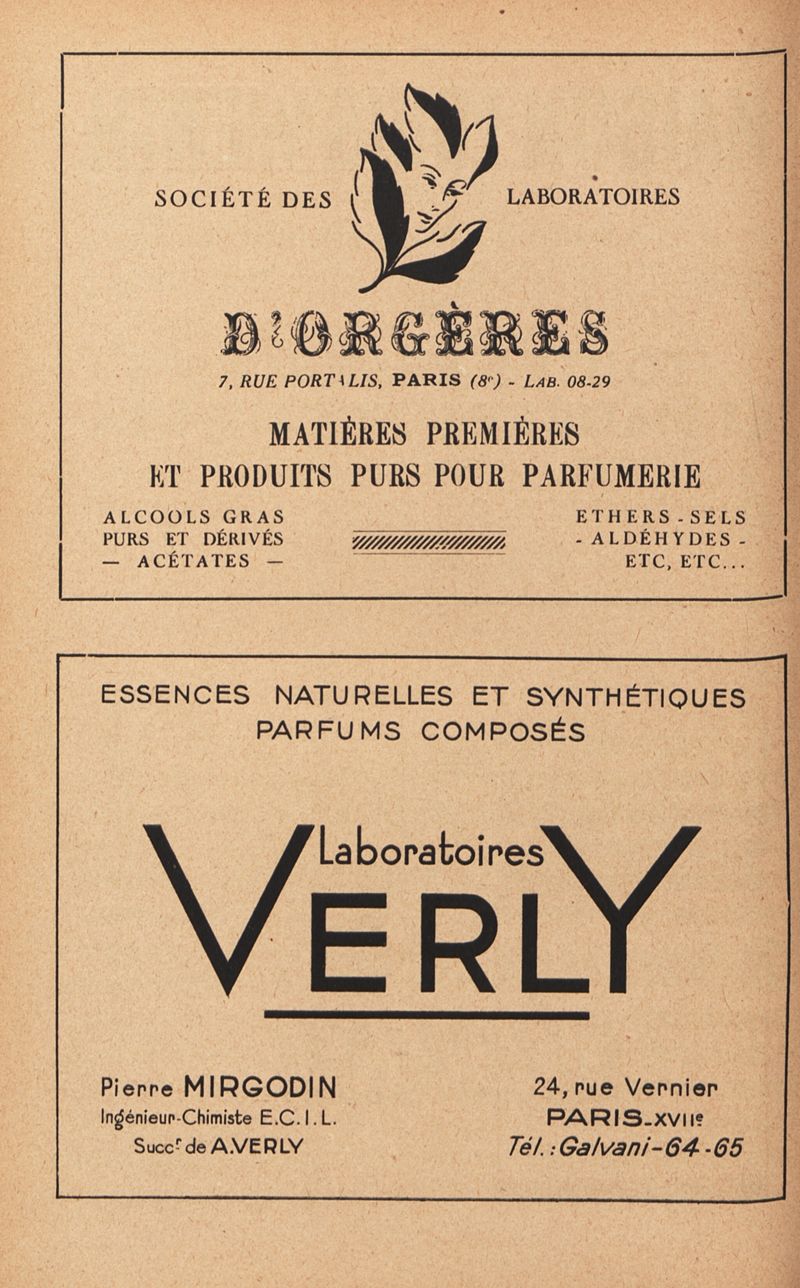 SOCIÉTÉ DES LABORATOIRES
D'ORGÈRES
7, RUE PORTALIS, PARIS (8e) - LAB. 08-29
MATIÈRES PREMIÈRES
ET PRODUITS PURS POUR PARFUMERIE
ALCOOLS GRAS
PURS ET DÉRIVÉS
— ACÉTATES —
ETHERS - SELS
- ALDÉHYDES -
ETC, ETC...
ESSENCES NATURELLES ET SYNTHÉTIQUES
PARFUMS COMPOSÉS
Laboratoires
VERLY
Pierre MIRGODIN
Ingénieur-Chimiste E.C.I.L.
Succr de A.VERLY
24, rue Vernier
PARIS-XVIIe
Tél. : Galvani-64-65